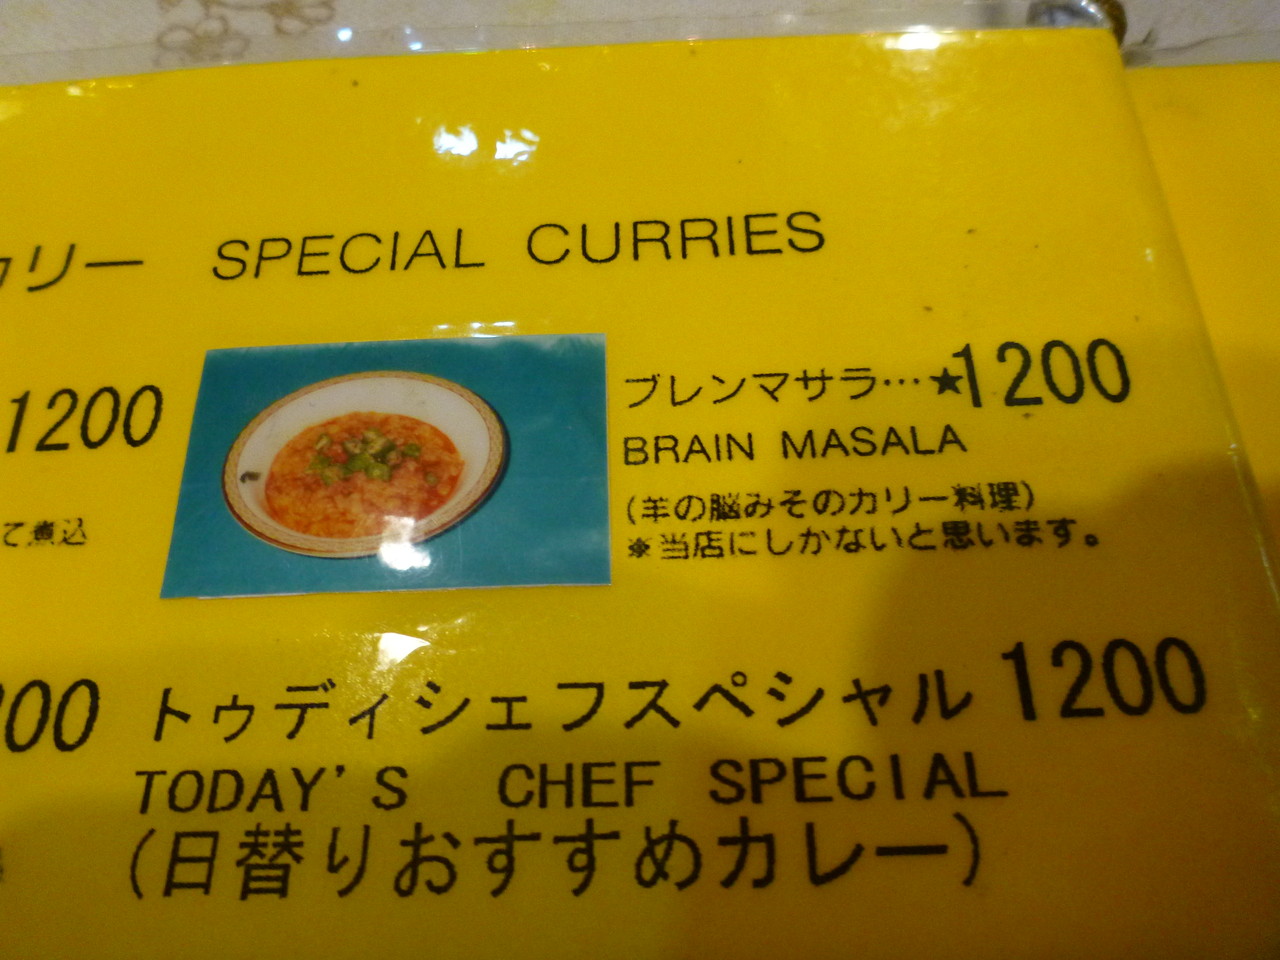 カリー SPECIAL CURRIES
1200
ブレンマサラ…★1200
BRAIN MASALA
(羊の脳みそのカリー料理)
※当店にしかないと思います。
て煮込
200 トゥディシェフスペシャル 1200
TODAY'S CHEF SPECIAL
(日替りおすすめカレー)